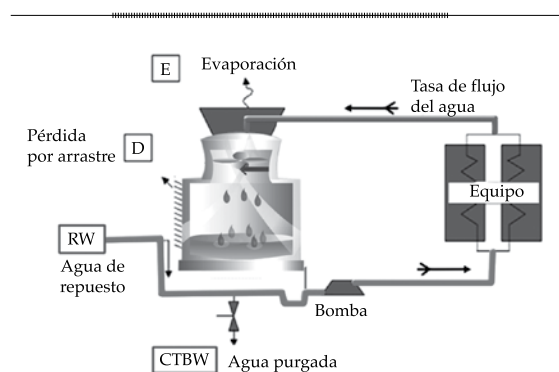 E
Evaporación
Tasa de flujo
del agua
Pérdida
por arrastre
D
Equipo
RW
Agua de
repuesto
Bomba
CTBW
Agua purgada